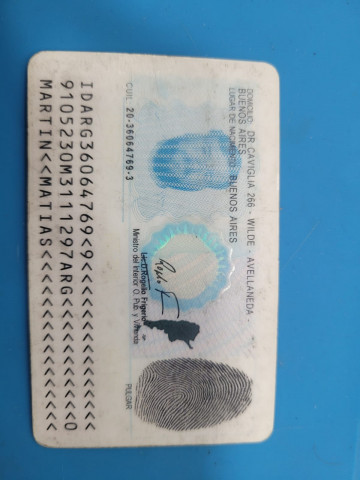 DOMICILIO: DR CAVIGLIA 266 - WILDE - AVELLANEDA -
BUENOS AIRES
LUGAR DE NACIMIENTO: BUENOS AIRES
CUIL: 20-36064769-3
Lic. Rogelio Frigerio
Ministro del Interior O. Púb. y Vivienda
PULGAR
IDARG36064769<9<<<<<<<<<<<<<<<
9105230M3111297ARG<<<<<<<<<<<0
MARTIN<<MATIAS<<<<<<<<<<<<<<<<